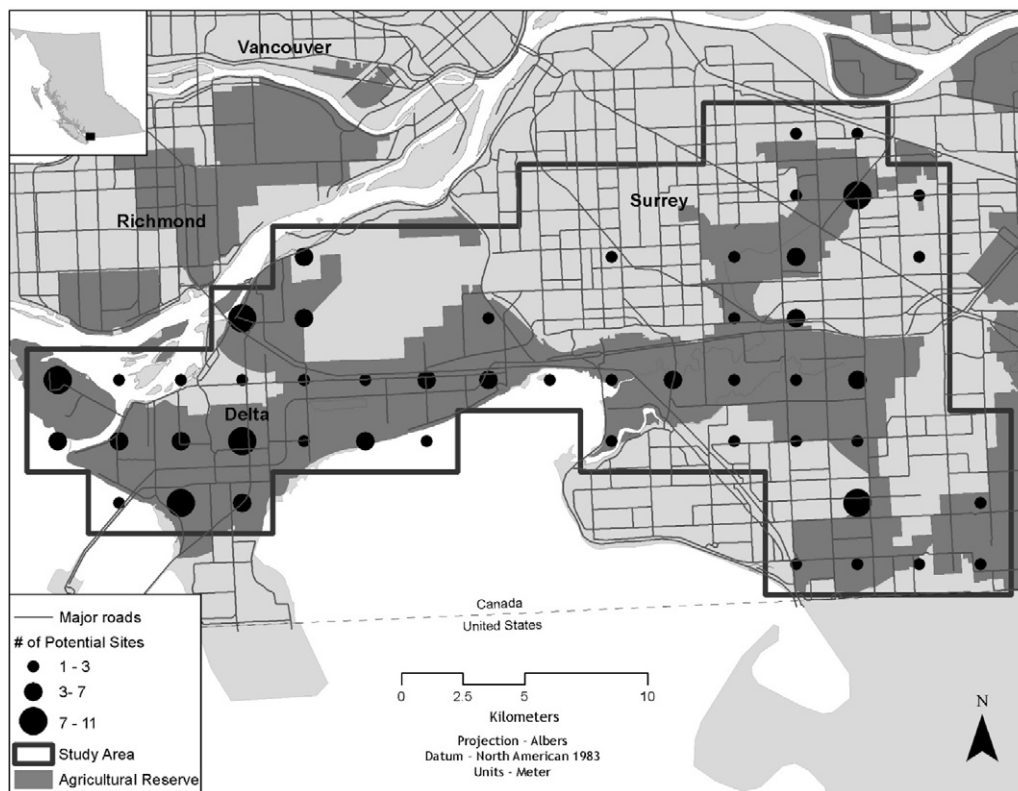 Vancouver
Richmond
Surrey
Delta
Canada
United States
Major roads
# of Potential Sites
1 - 3
3- 7
7 - 11
Study Area
Agricultural Reserve
0 2.5 5 10
Kilometers
Projection - Albers
Datum - North American 1983
Units - Meter
N